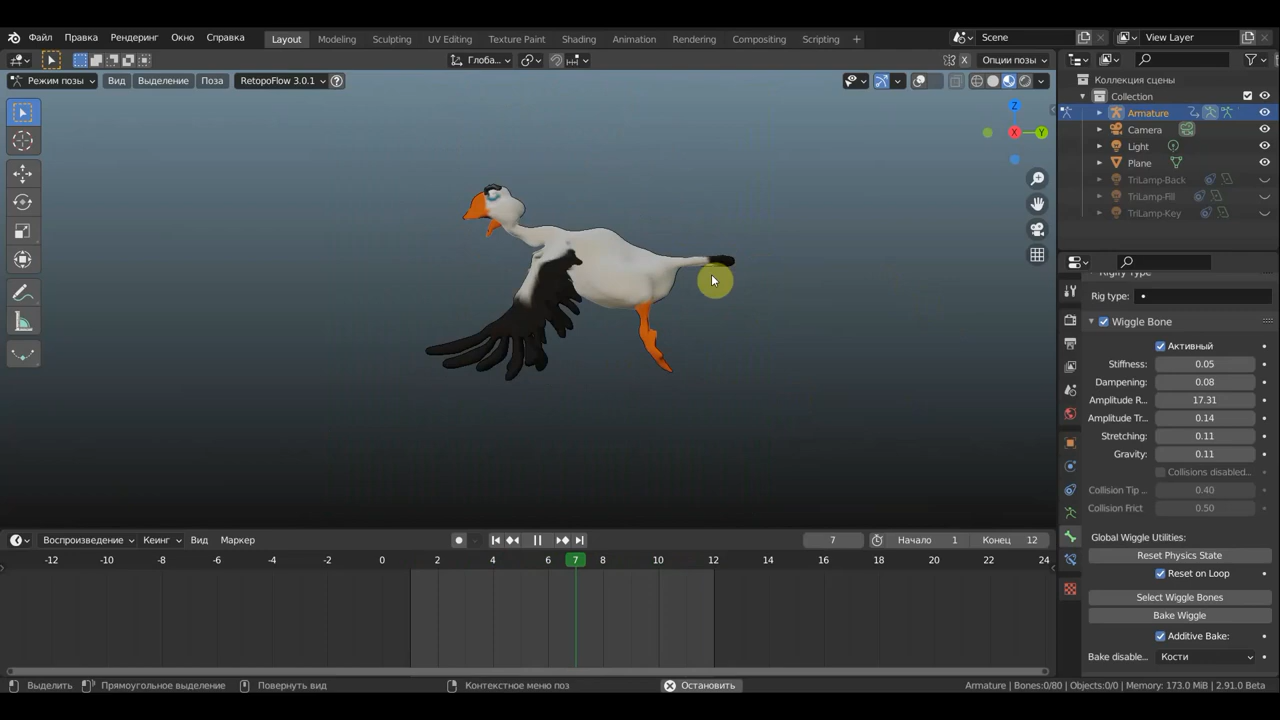 Файл Правка Рендеринг Окно Справка Layout Modeling Sculpting UV Editing Texture Paint Shading Animation Rendering Compositing Scripting + Scene View Layer
Глоба... X Опции позы
Режим позы Вид Выделение Поза RetopoFlow 3.0.1 ?
Коллекция сцены
Collection
Armature
Camera
Light
Plane
TriLamp-Back
TriLamp-Fill
TriLamp-Key
Z
X Y
Rigify Type
Rig type:
Wiggle Bone
Активный
Stiffness: 0.05
Dampening: 0.08
Amplitude R... 17.31
Amplitude Tr... 0.14
Stretching: 0.11
Gravity: 0.11
Collisions disabled...
Collision Tip ... 0.40
Collision Frict 0.50
Global Wiggle Utilities:
Reset Physics State
Reset on Loop
Select Wiggle Bones
Bake Wiggle
Additive Bake:
Bake disable... Кости
Воспроизведение Кеинг Вид Маркер 7 Начало 1 Конец 12
-12 -10 -8 -6 -4 -2 0 2 4 6 7 8 10 12 14 16 18 20 22 24
Выделить Прямоугольное выделение Повернуть вид Контекстное меню поз Остановить Armature | Bones:0/80 | Objects:0/0 | Memory: 173.0 MiB | 2.91.0 Beta